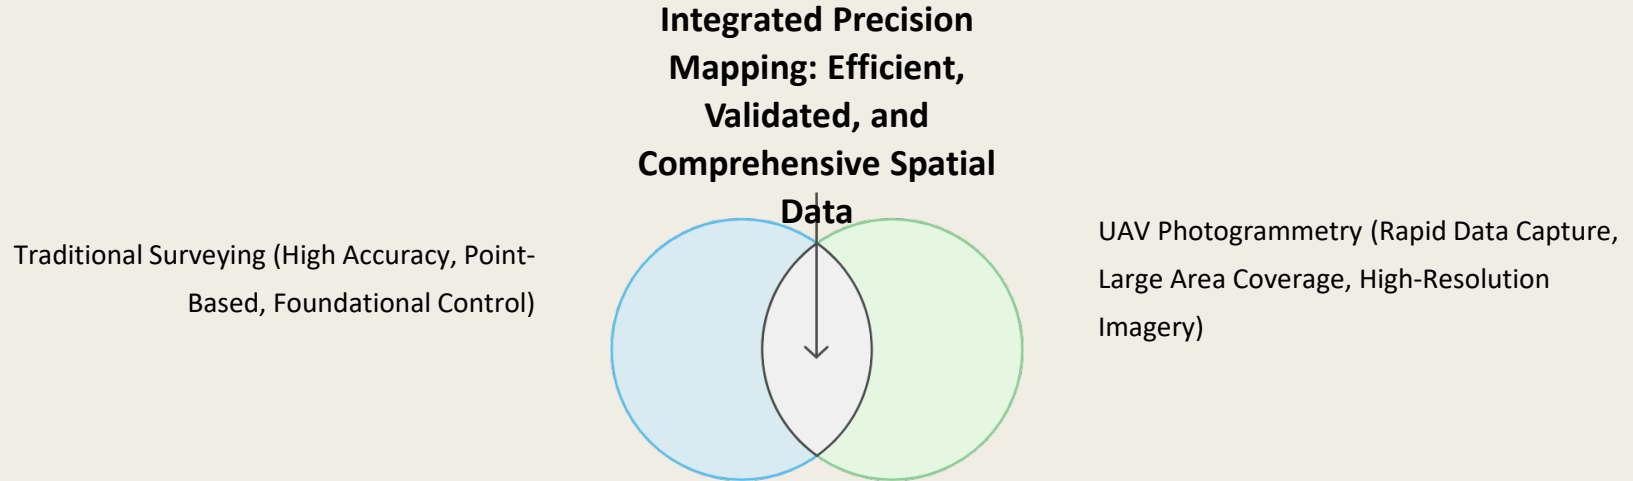 Integrated Precision
Mapping: Efficient,
Validated, and
Comprehensive Spatial
Data
Traditional Surveying (High Accuracy, Point-
Based, Foundational Control)
UAV Photogrammetry (Rapid Data Capture,
Large Area Coverage, High-Resolution
Imagery)